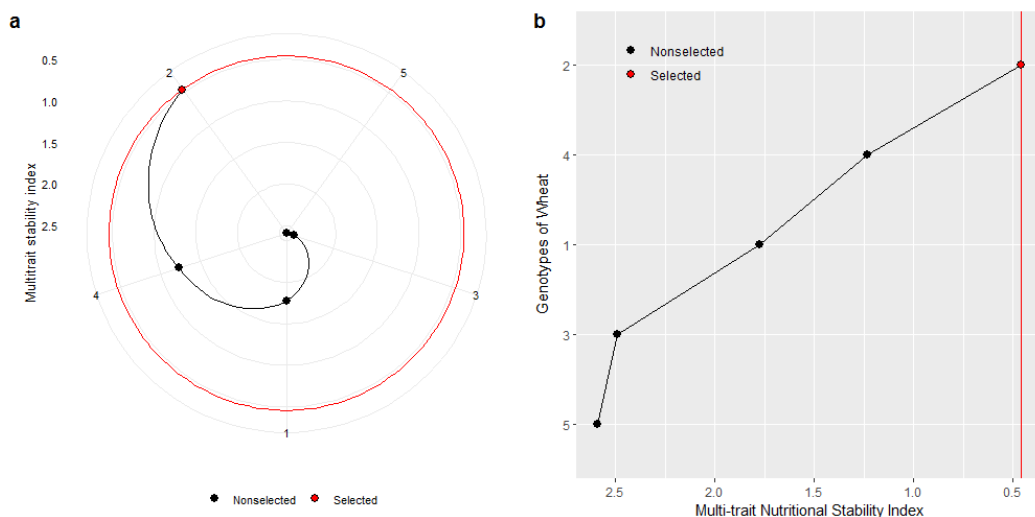 a
Multitrait stability index
0.5
1.0
1.5
2.0
2.5
2
5
4
3
1
Nonselected
Selected
b
Genotypes of Wheat
2
4
1
3
5
Nonselected
Selected
2.5
2.0
1.5
1.0
0.5
Multi-trait Nutritional Stability Index